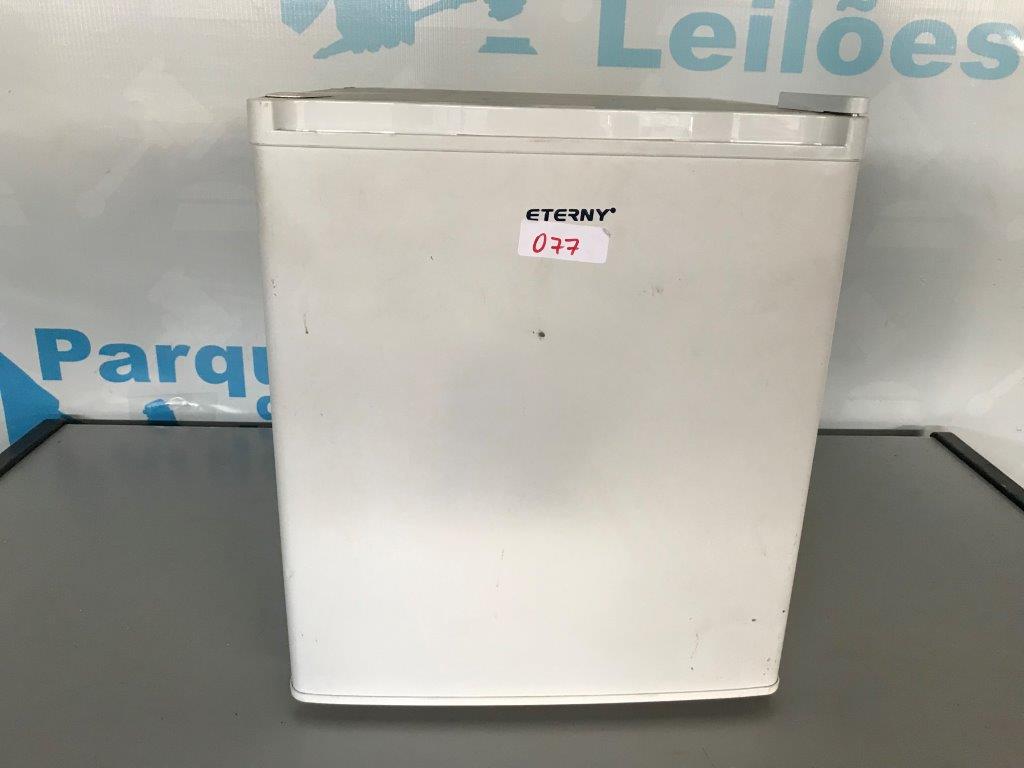 Leilões
ETERNY
077
Parqu